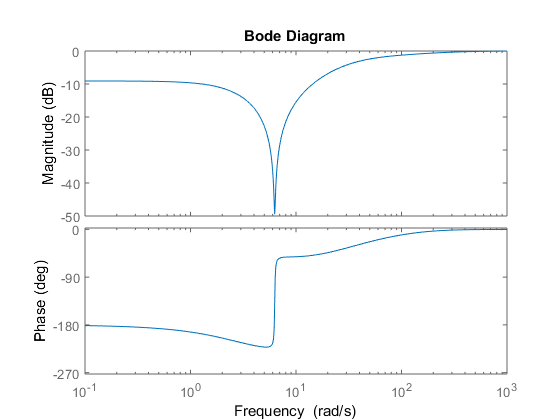 Bode Diagram
Magnitude (dB)
0
-10
-20
-30
-40
-50
Phase (deg)
0
-90
-180
-270
10^-1 10^0 10^1 10^2 10^3
Frequency (rad/s)